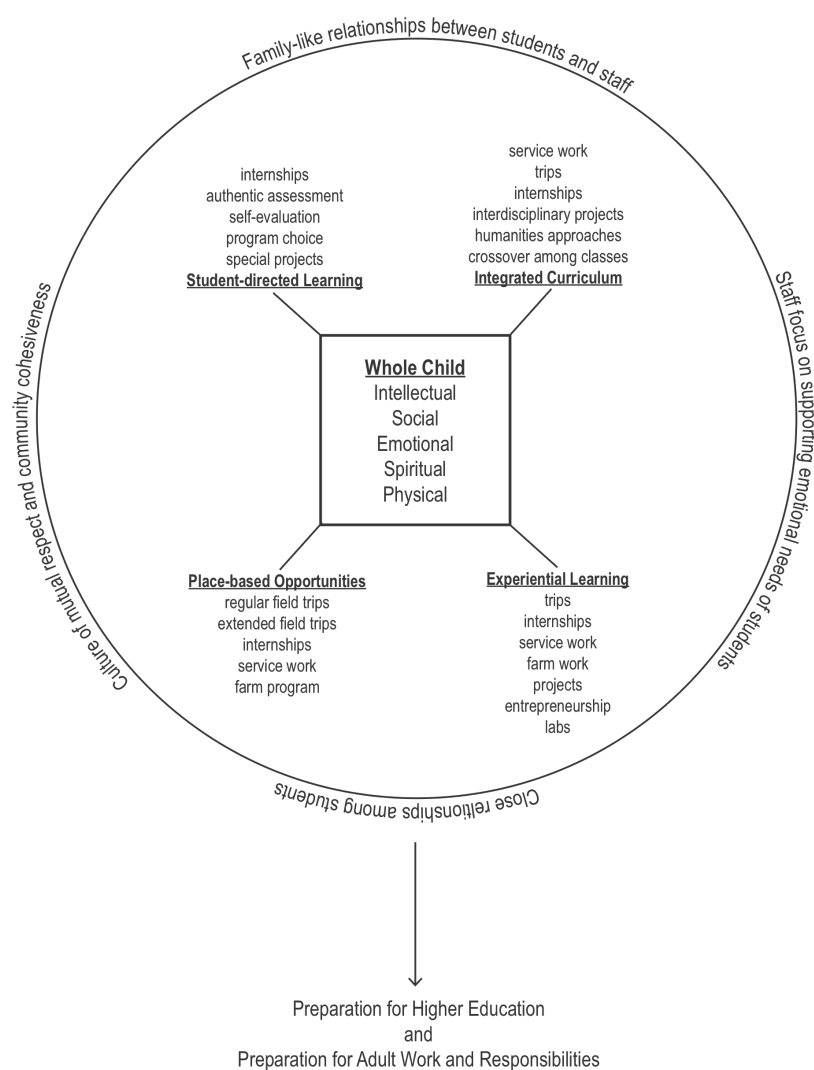 Family-like relationships between students and staff
internships
authentic assessment
self-evaluation
program choice
special projects
Student-directed Learning
service work
trips
internships
interdisciplinary projects
humanities approaches
crossover among classes
Integrated Curriculum
Culture of mutual respect and community cohesiveness
Staff focus on supporting emotional needs of students
Whole Child
Intellectual
Social
Emotional
Spiritual
Physical
Place-based Opportunities
regular field trips
extended field trips
internships
service work
farm program
Experiential Learning
trips
internships
service work
farm work
projects
entrepreneurship
labs
Close reltionships among students
Preparation for Higher Education
and
Preparation for Adult Work and Responsibilities